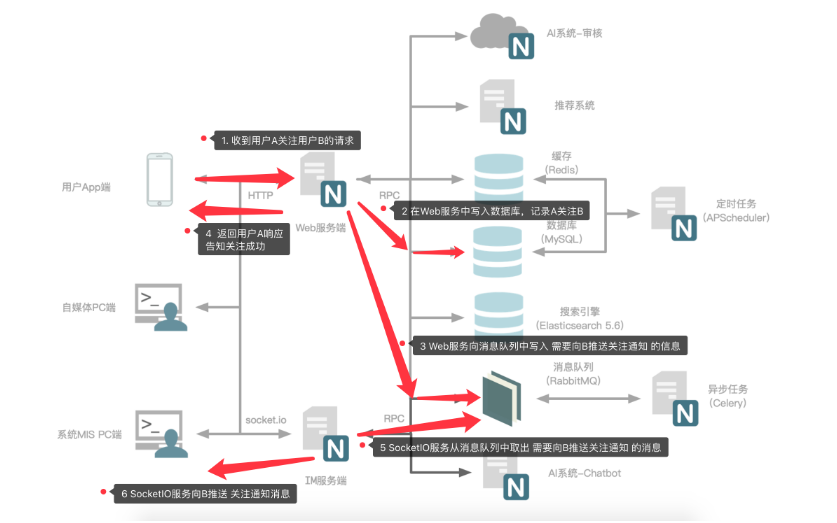 AI系统-审核
N
推荐系统
N
1. 收到用户A关注用户B的请求
缓存
(Redis)
用户App端
HTTP
N
RPC
定时任务
(APScheduler)
N
2 在Web服务中写入数据库，记录A关注B
Web服务端
数据库
(MySQL)
4 返回用户A响应
告知关注成功
自媒体PC端
>_
搜索引擎
(Elasticsearch 5.6)
3 Web服务向消息队列中写入 需要向B推送关注通知 的信息
消息队列
(RabbitMQ)
异步任务
(Celery)
N
系统MIS PC端
>_
socket.io
RPC
N
5 SocketIO服务从消息队列中取出 需要向B推送关注通知 的消息
IM服务端
AI系统-Chatbot
N
6 SocketIO服务向B推送 关注通知消息